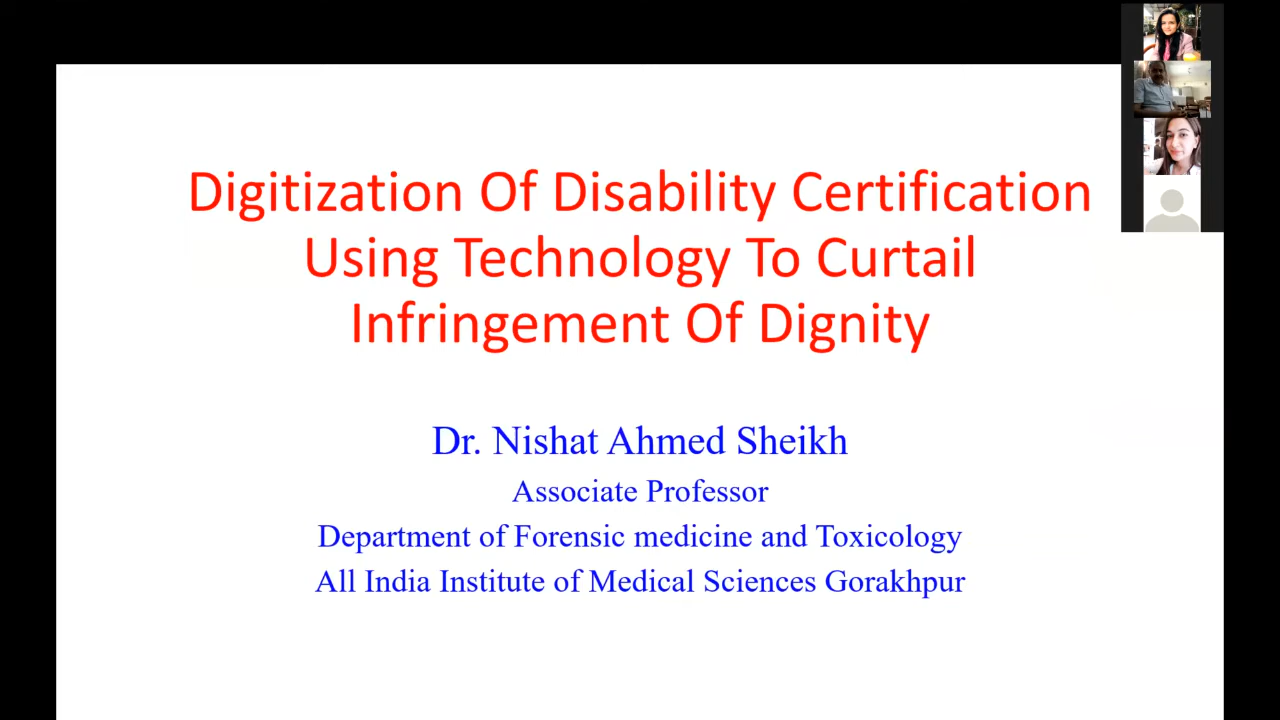 Digitization Of Disability Certification
Using Technology To Curtail
Infringement Of Dignity
Dr. Nishat Ahmed Sheikh
Associate Professor
Department of Forensic medicine and Toxicology
All India Institute of Medical Sciences Gorakhpur